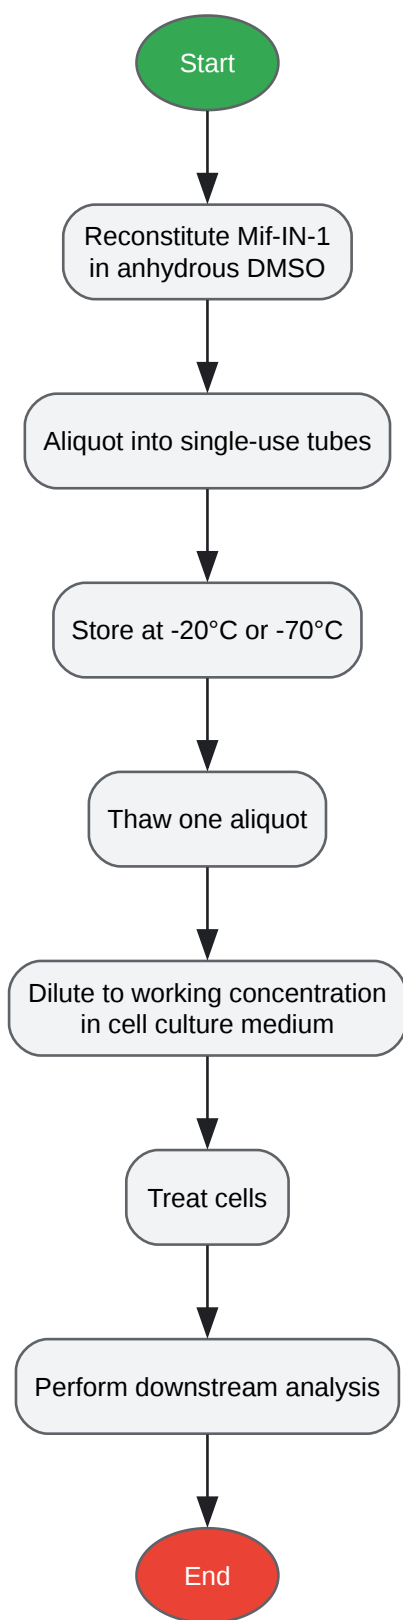 Start
Reconstitute Mif-IN-1
in anhydrous DMSO
Aliquot into single-use tubes
Store at -20°C or -70°C
Thaw one aliquot
Dilute to working concentration
in cell culture medium
Treat cells
Perform downstream analysis
End